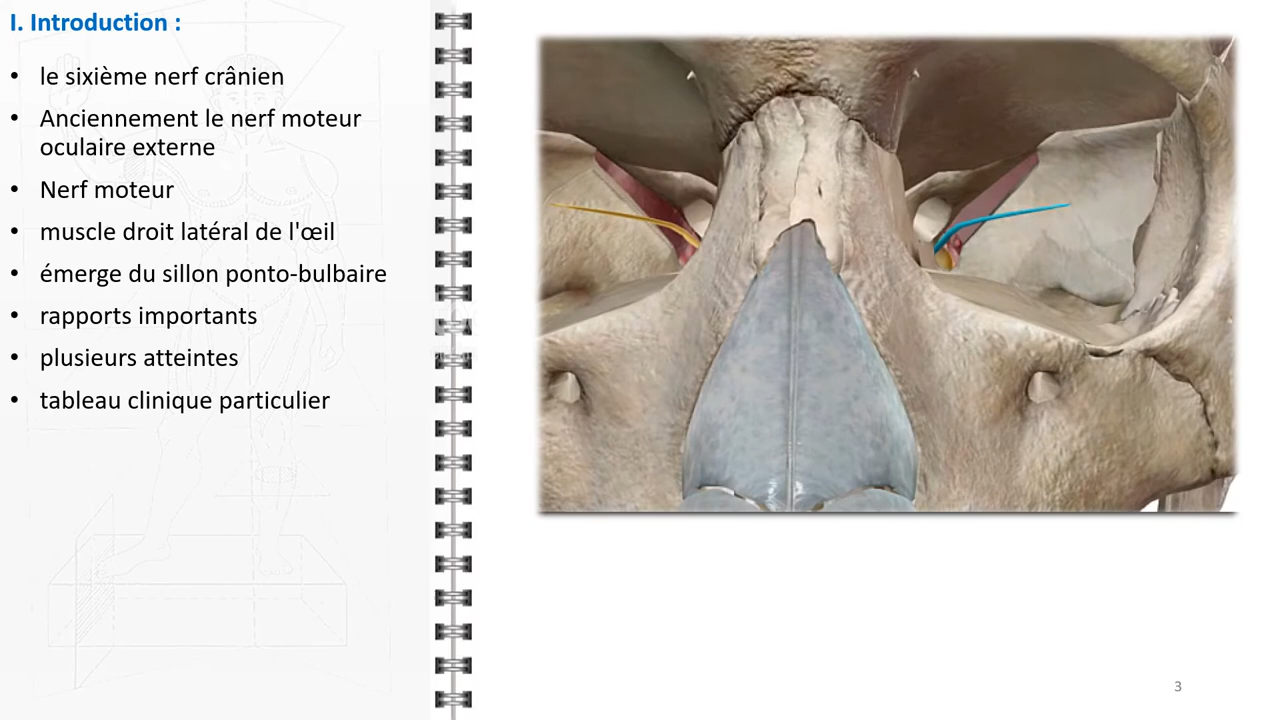 I. Introduction :
• le sixième nerf crânien
• Anciennement le nerf moteur
oculaire externe
• Nerf moteur
• muscle droit latéral de l'œil
• émerge du sillon ponto-bulbaire
• rapports importants
• plusieurs atteintes
• tableau clinique particulier
3